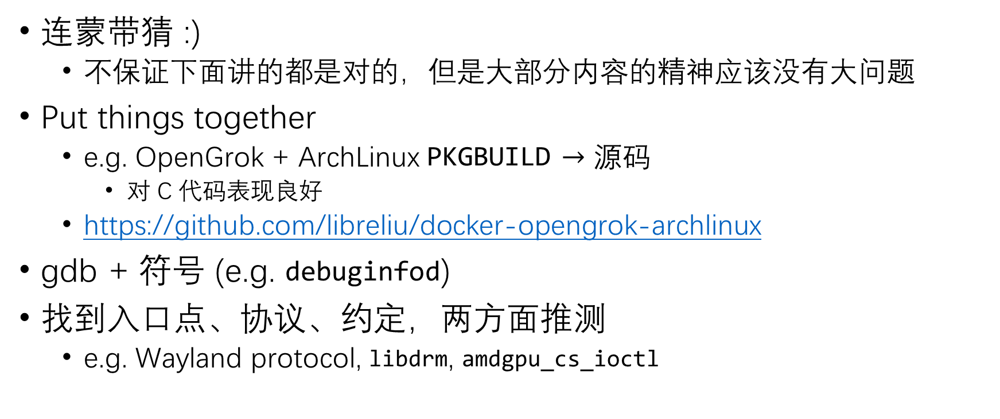 • 连蒙带猜 :)
• 不保证下面讲的都是对的，但是大部分内容的精神应该没有大问题
• Put things together
• e.g. OpenGrok + ArchLinux PKGBUILD → 源码
• 对 C 代码表现良好
• https://github.com/libreliu/docker-opengrok-archlinux
• gdb + 符号 (e.g. debuginfod)
• 找到入口点、协议、约定，两方面推测
• e.g. Wayland protocol, libdrm, amdgpu_cs_ioctl